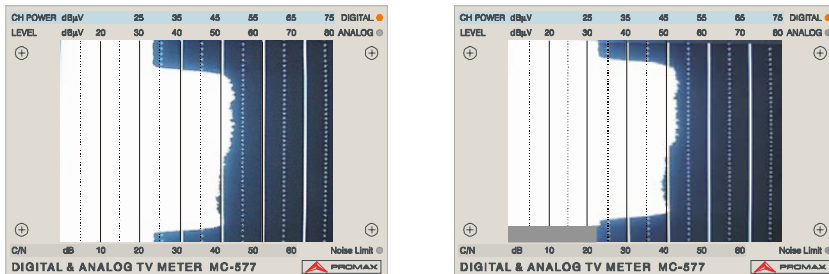 CH POWER dBµV 25 35 45 55 65 75 DIGITAL
LEVEL dBµV 20 30 40 50 60 70 80 ANALOG
C/N dB 10 20 30 40 50 60 Noise Limit
DIGITAL & ANALOG TV METER MC-577 PROMAX
CH POWER dBµV 25 35 45 55 65 75 DIGITAL
LEVEL dBµV 20 30 40 50 60 70 80 ANALOG
C/N dB 10 20 30 40 50 60 Noise Limit
DIGITAL & ANALOG TV METER MC-577 PROMAX